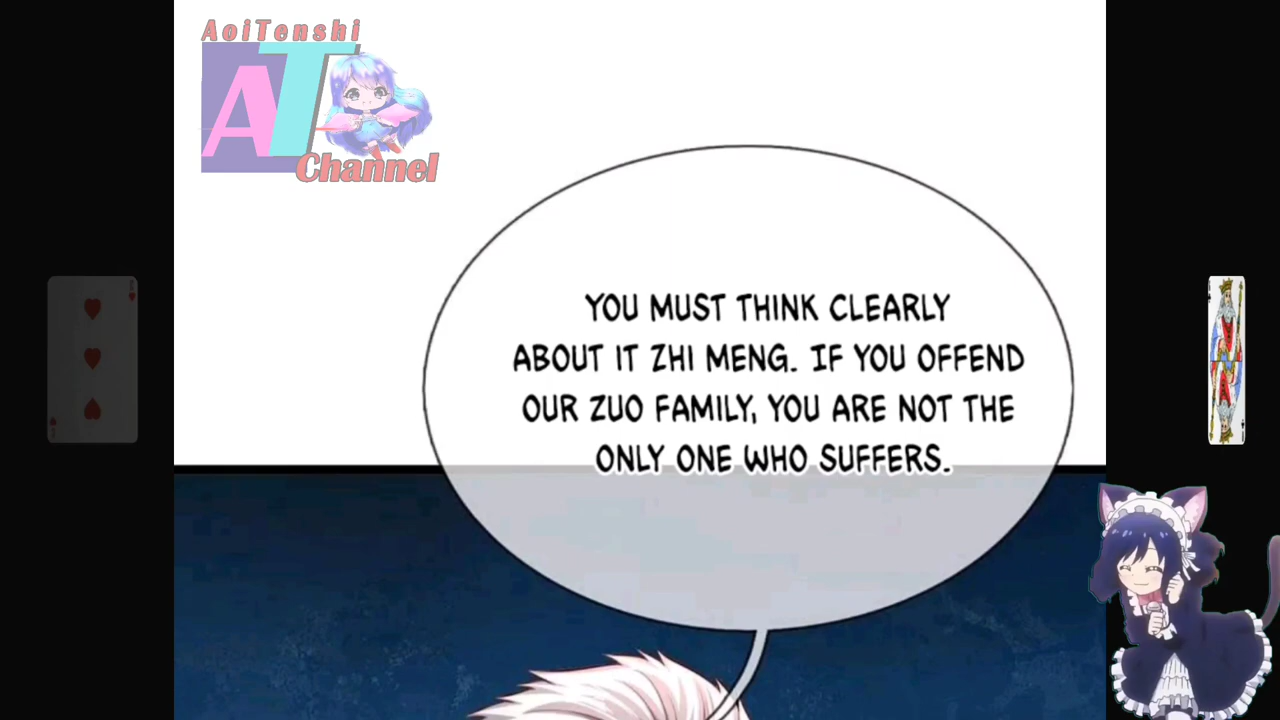 AoiTenshi
AT
Channel
YOU MUST THINK CLEARLY
ABOUT IT ZHI MENG. IF YOU OFFEND
OUR ZUO FAMILY, YOU ARE NOT THE
ONLY ONE WHO SUFFERS.